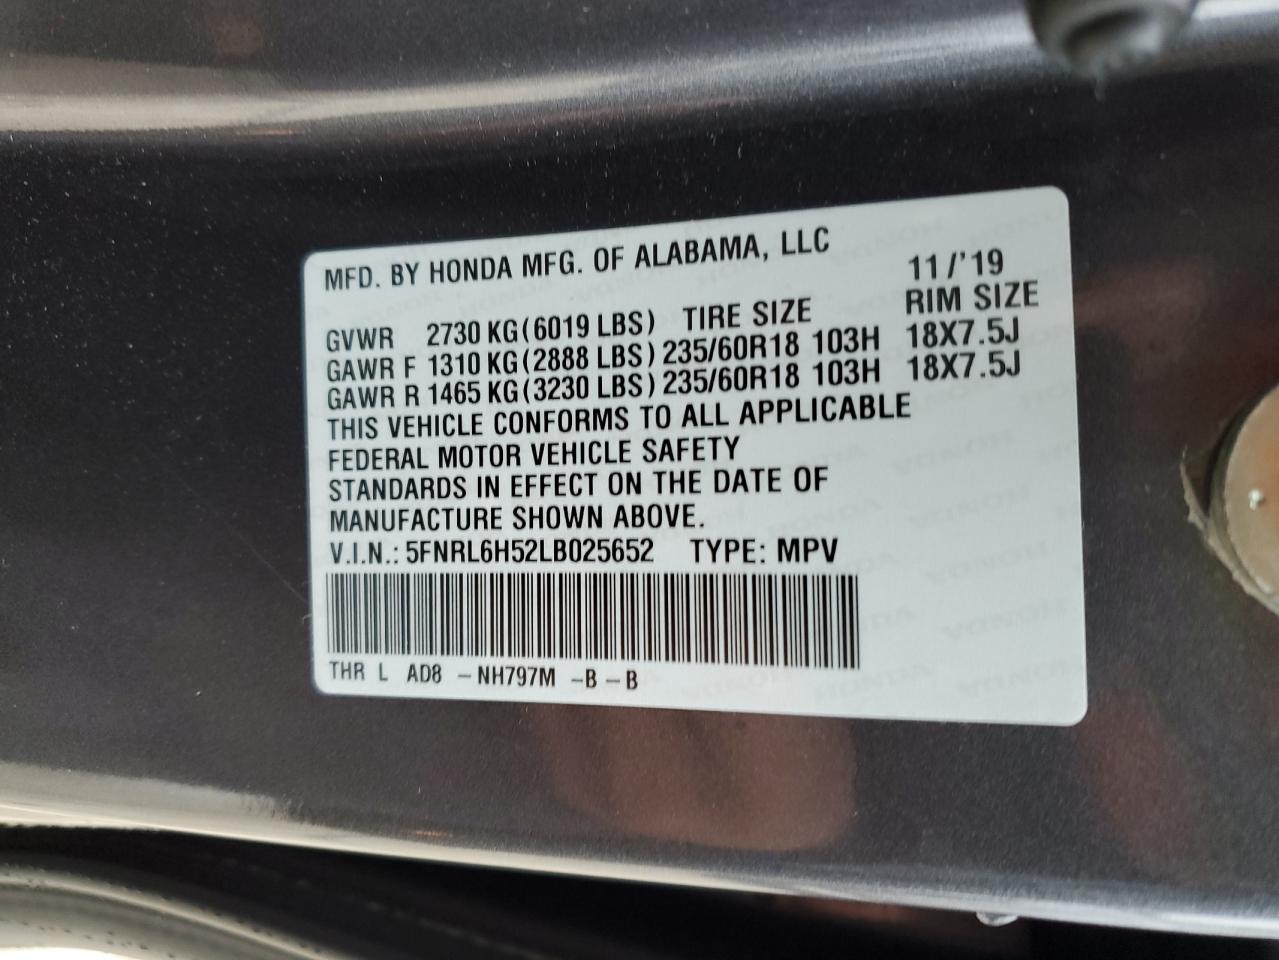 MFD. BY HONDA MFG. OF ALABAMA, LLC 11/'19
GVWR 2730 KG(6019 LBS) TIRE SIZE RIM SIZE
GAWR F 1310 KG(2888 LBS) 235/60R18 103H 18X7.5J
GAWR R 1465 KG(3230 LBS) 235/60R18 103H 18X7.5J
THIS VEHICLE CONFORMS TO ALL APPLICABLE
FEDERAL MOTOR VEHICLE SAFETY
STANDARDS IN EFFECT ON THE DATE OF
MANUFACTURE SHOWN ABOVE.
V.I.N.: 5FNRL6H52LB025652 TYPE: MPV
THR L AD8 -NH797M -B-B